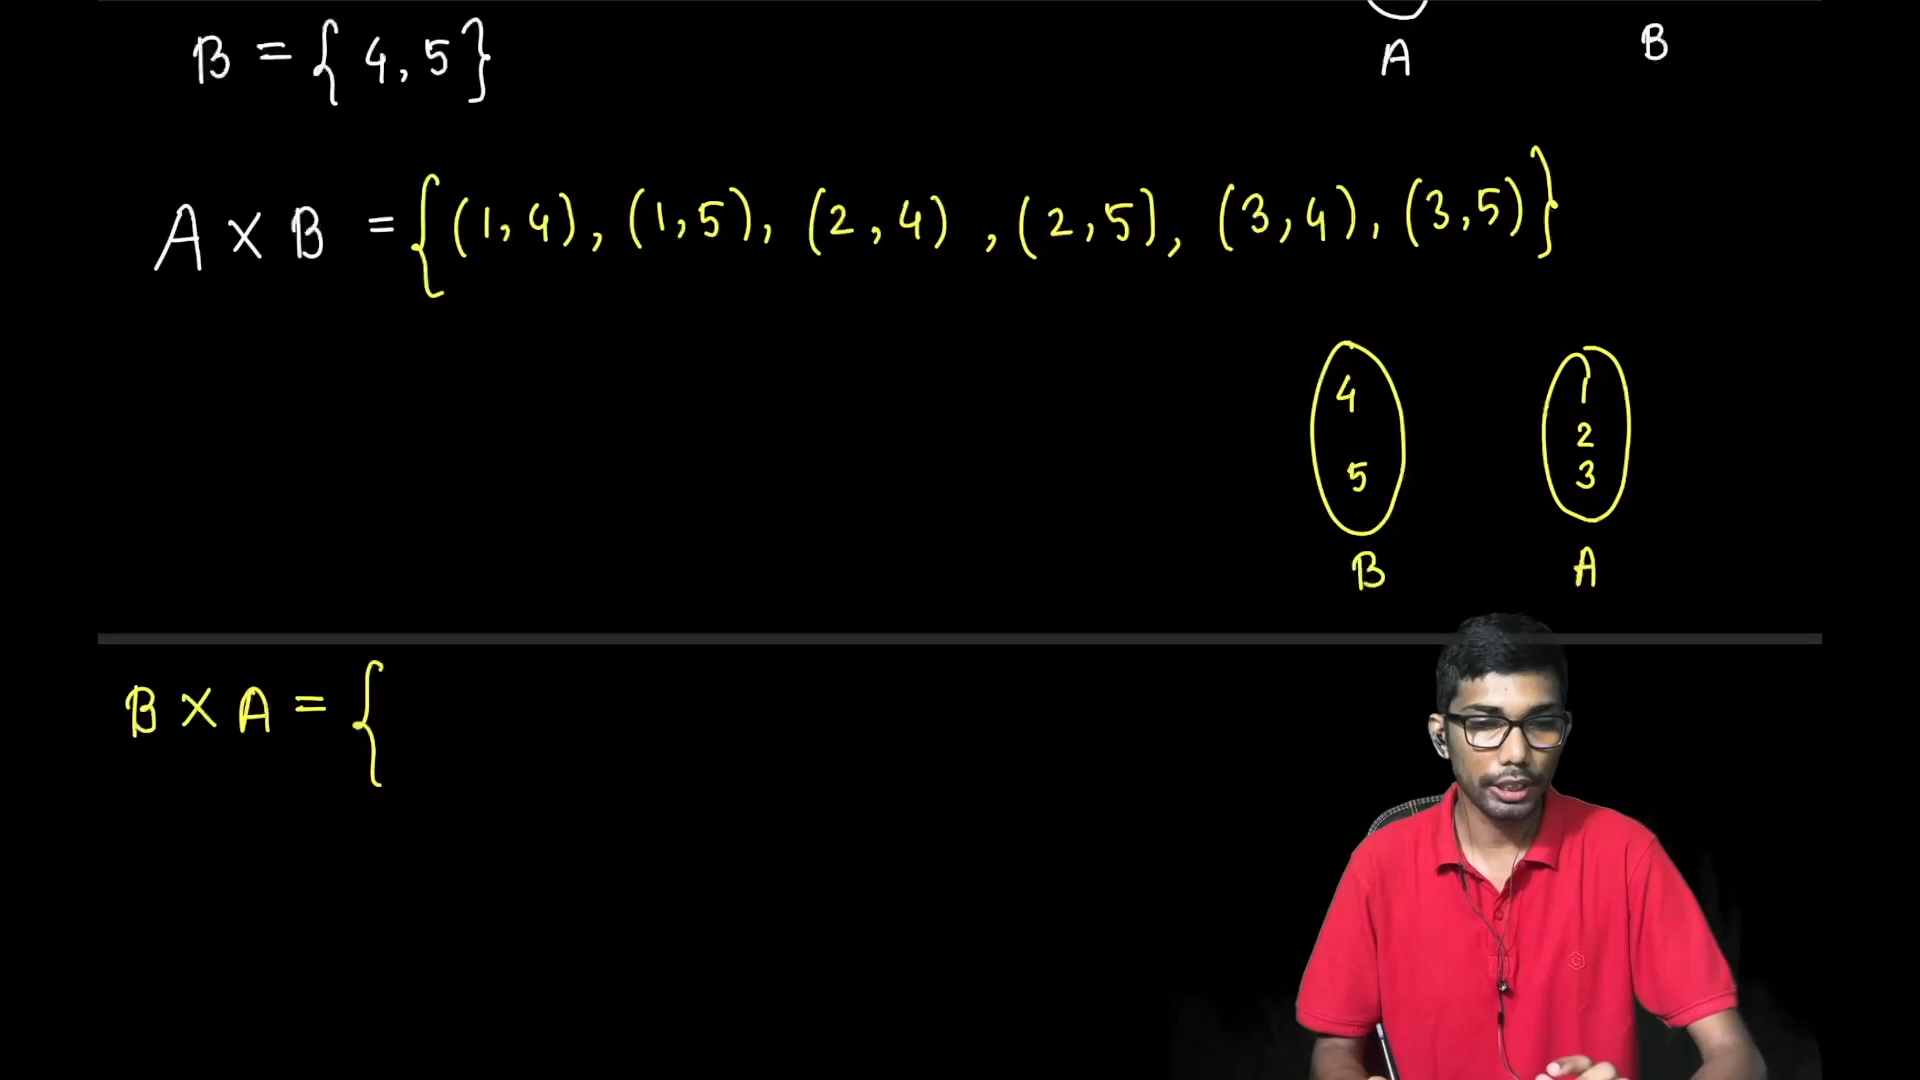 B = { 4, 5 }
A B
A X B = { (1, 4), (1, 5), (2, 4), (2, 5), (3, 4), (3, 5) }
4 1
2
5 3
B A
B X A = {